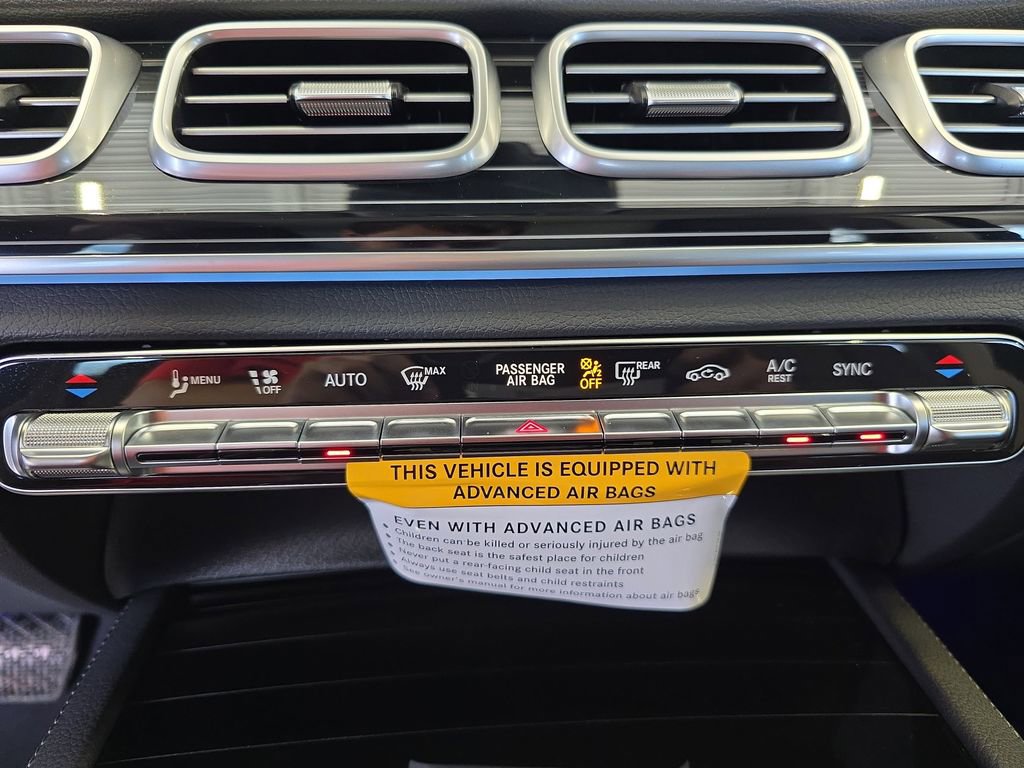 MENU
OFF
AUTO
MAX
PASSENGER
AIR BAG
OFF
REAR
A/C
REST
SYNC
THIS VEHICLE IS EQUIPPED WITH
ADVANCED AIR BAGS
EVEN WITH ADVANCED AIR BAGS
• Children can be killed or seriously injured by the air bag
• The back seat is the safest place for children
• Never put a rear-facing child seat in the front
• Always use seat belts and child restraints
• See owner's manual for more information about air bags